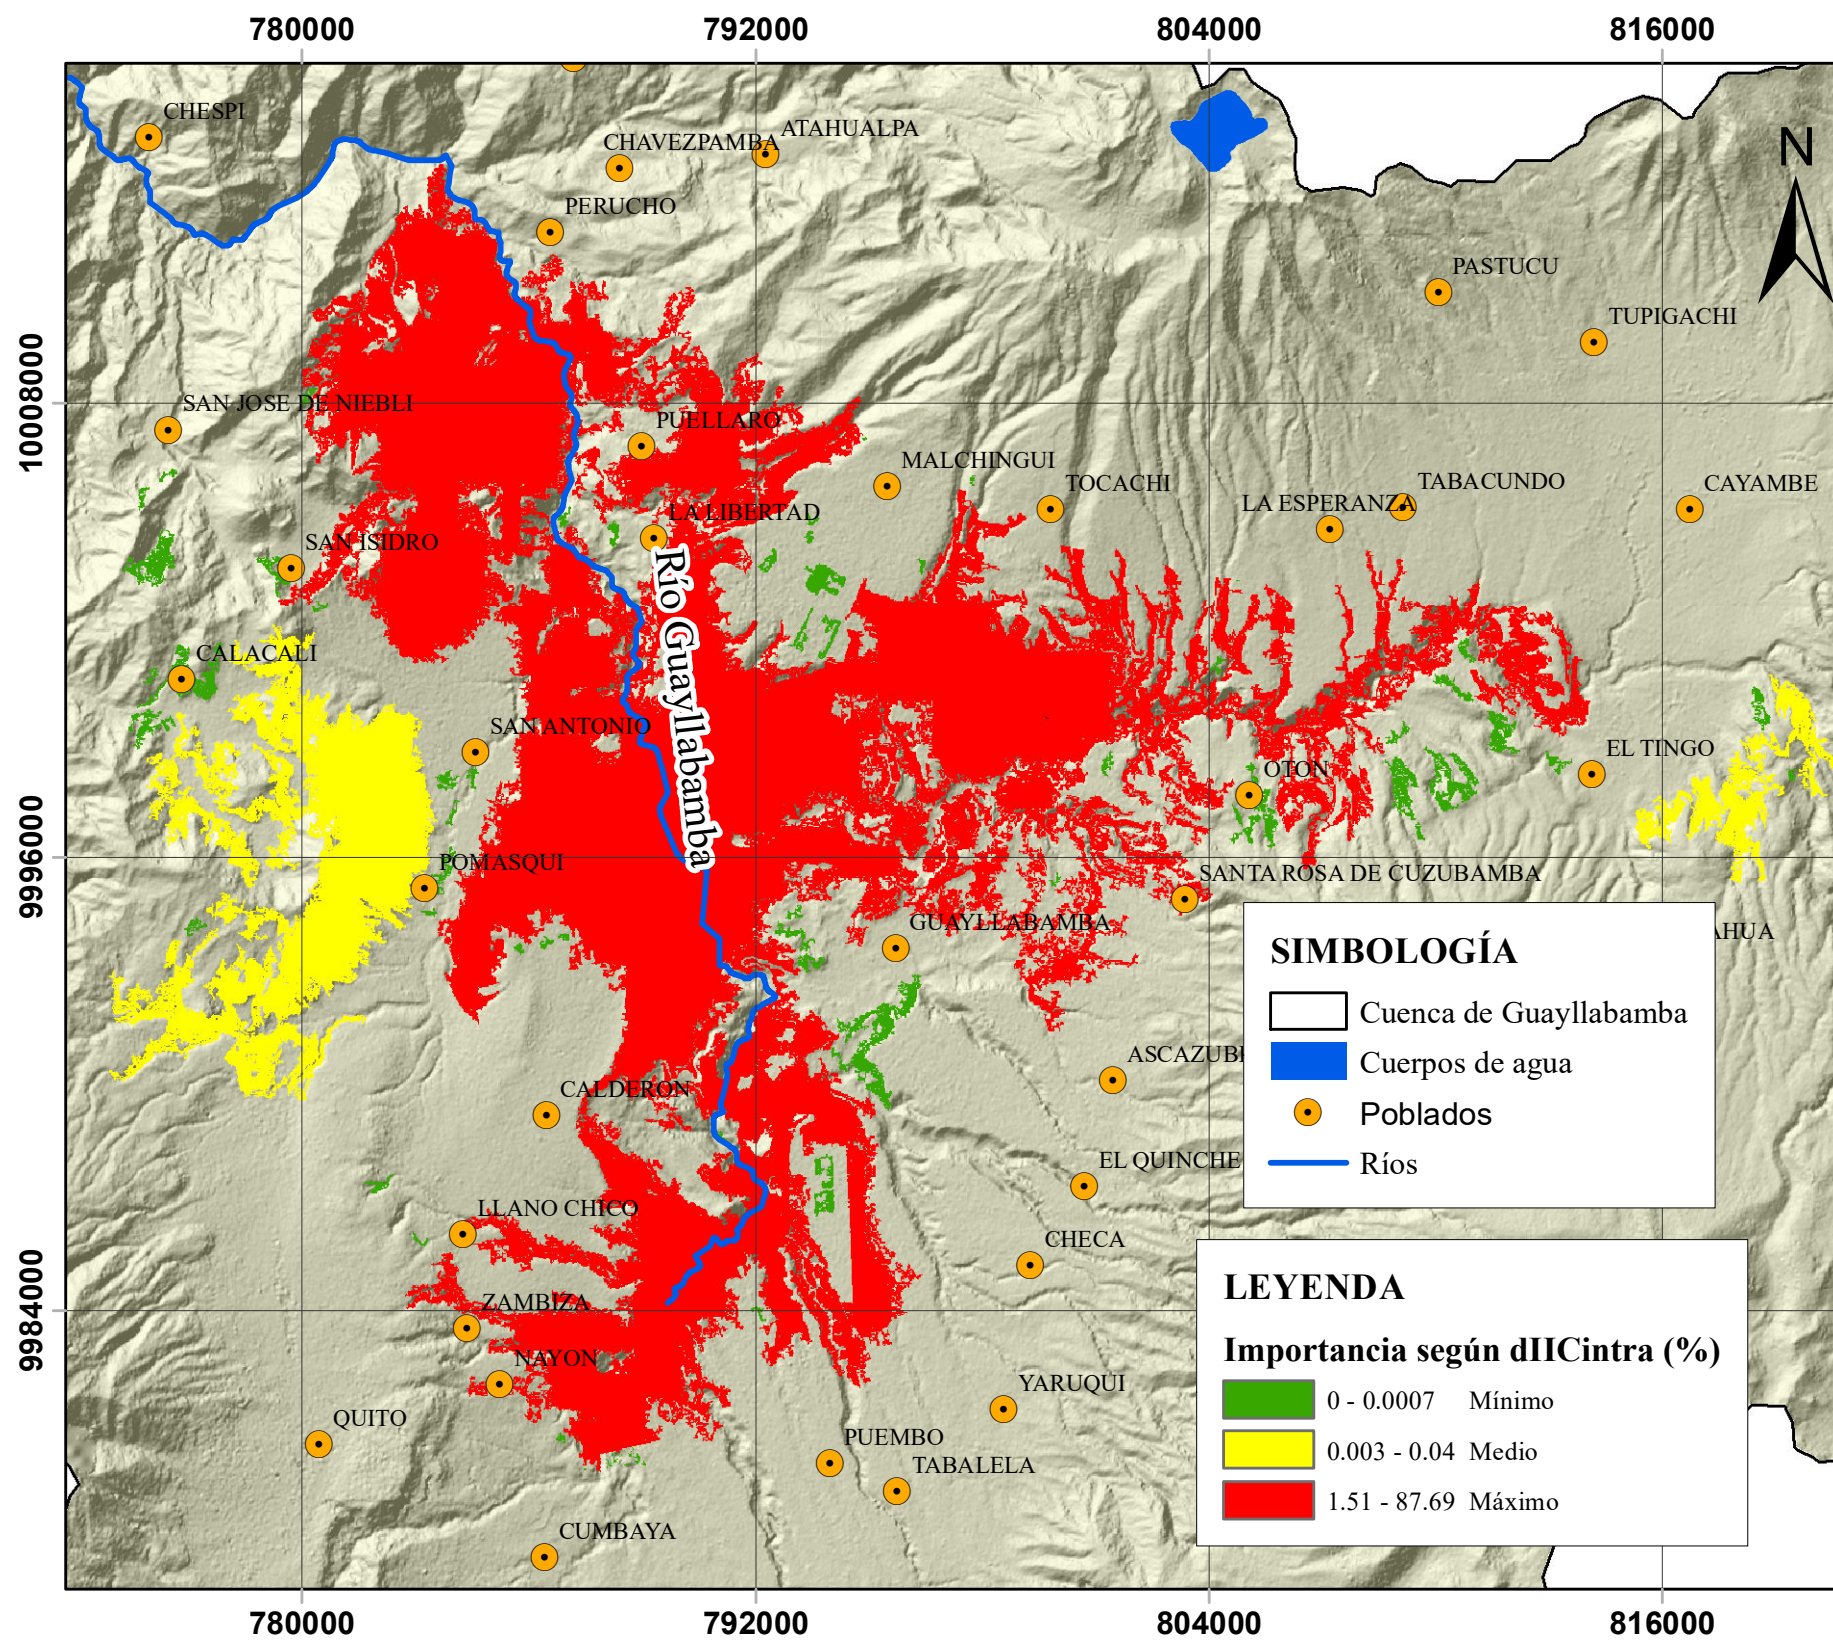 780000 792000 804000 816000
N
CHESPI
CHAVEZPAMBA
ATAHUALPA
PERUCHO
PASTUCU
TUPIGACHI
1008000
SAN JOSE DE NIEBLI
PUELLARO
MALCHINGUI
TOCACHI
LA ESPERANZA
TABACUNDO
CAYAMBE
LA LIBERTAD
SAN ISIDRO
Río Guayllabamba
CALACALI
SAN ANTONIO
EL TINGO
OTON
996000
POMASQUI
SANTA ROSA DE CUZUBAMBA
GUAYLLABAMBA
AHUA
SIMBOLOGÍA
Cuenca de Guayllabamba
Cuerpos de agua
Poblados
Ríos
ASCAZUBI
CALDERON
EL QUINCHE
LLANO CHICO
CHECA
984000
ZAMBIZA
NAYON
YARUQUI
QUITO
PUEMBO
TABALELA
CUMBAYA
LEYENDA
Importancia según dIICintra (%)
0 - 0.0007 Mínimo
0.003 - 0.04 Medio
1.51 - 87.69 Máximo
780000 792000 804000 816000